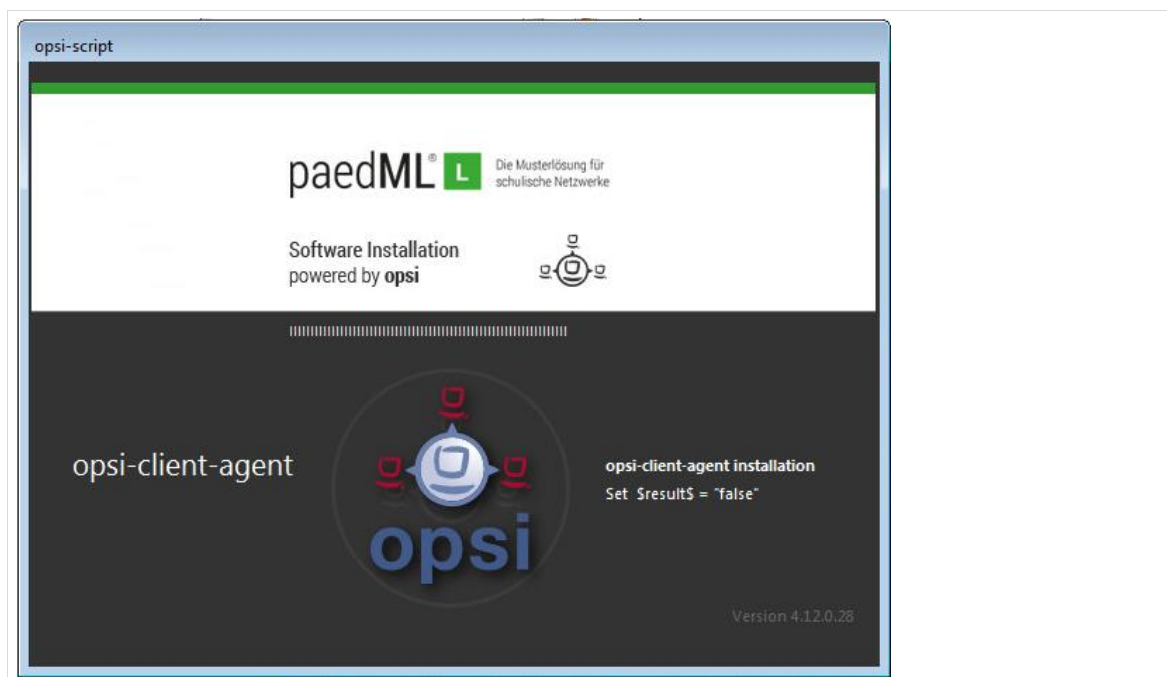 opsi-script
paedML® L
Die Musterlösung für
schulische Netzwerke
Software Installation
powered by opsi
opsi-client-agent
opsi
opsi-client-agent installation
Set $result$ = "false"
Version 4.12.0.28